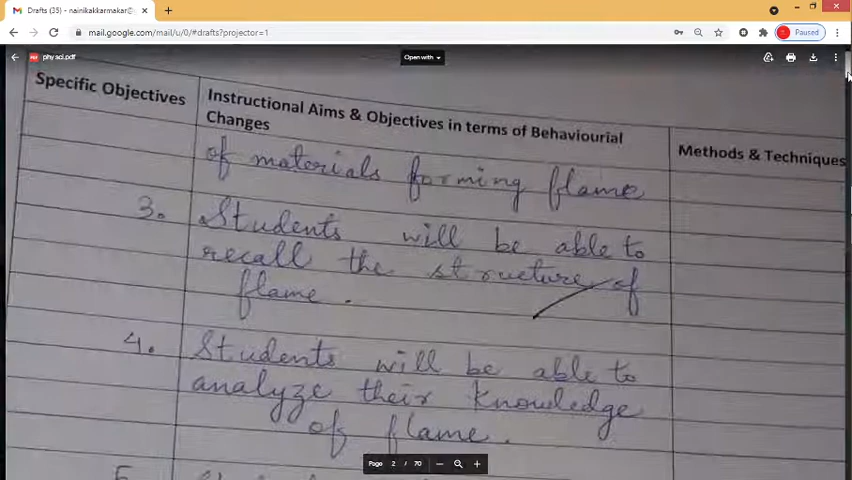 Drafts (35) - nainikakkarmakar@
mail.google.com/mail/u/0/#drafts?projector=1
Paused
PDF
phy sci.pdf
Open with
Specific Objectives
Instructional Aims & Objectives in terms of Behaviourial
Changes
Methods & Techniques
of materials forming flame
3. Students will be able to
recall the structure of
flame.
4. Students will be able to
analyze their knowledge
of flame.
5.
Page 2 / 70